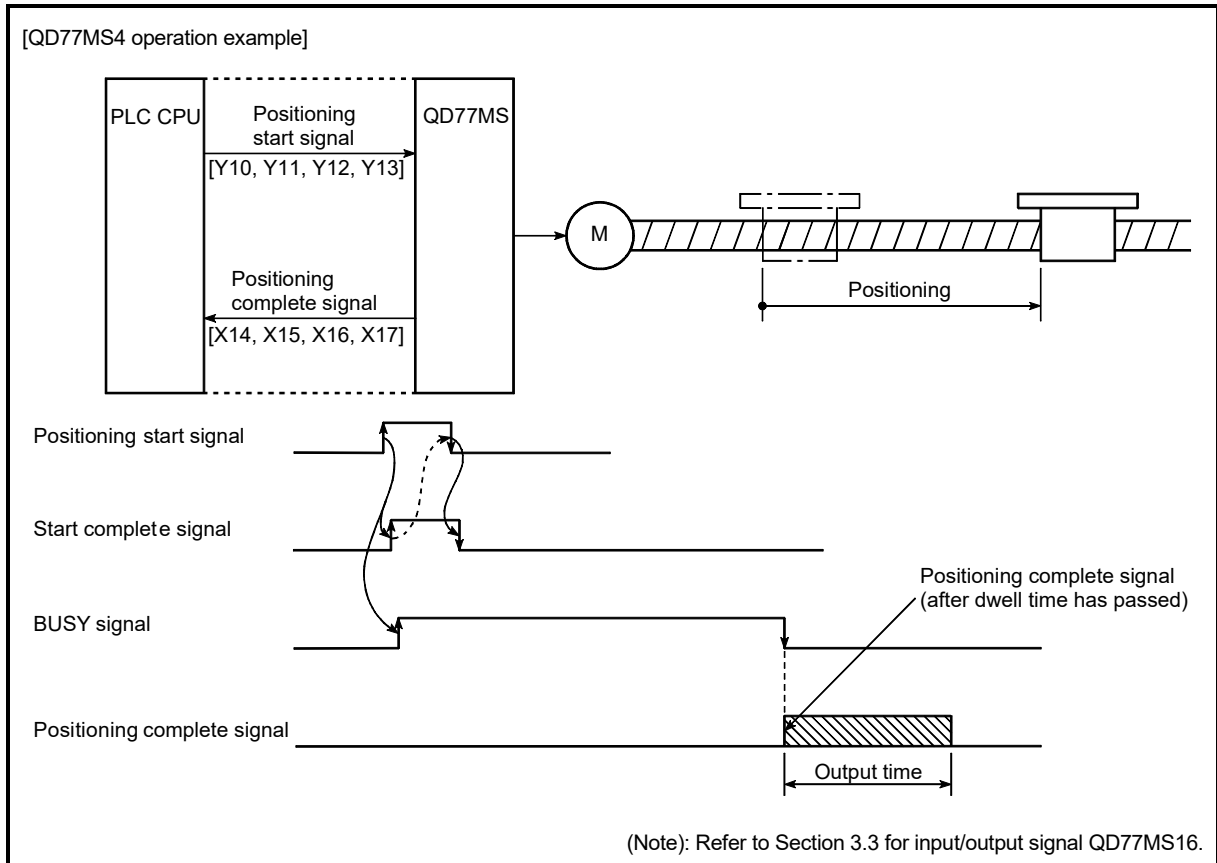 [QD77MS4 operation example]
PLC CPU
Positioning
start signal
[Y10, Y11, Y12, Y13]
QD77MS
M
Positioning
complete signal
[X14, X15, X16, X17]
Positioning
Positioning start signal
Start complete signal
BUSY signal
Positioning complete signal
(after dwell time has passed)
Positioning complete signal
Output time
(Note): Refer to Section 3.3 for input/output signal QD77MS16.